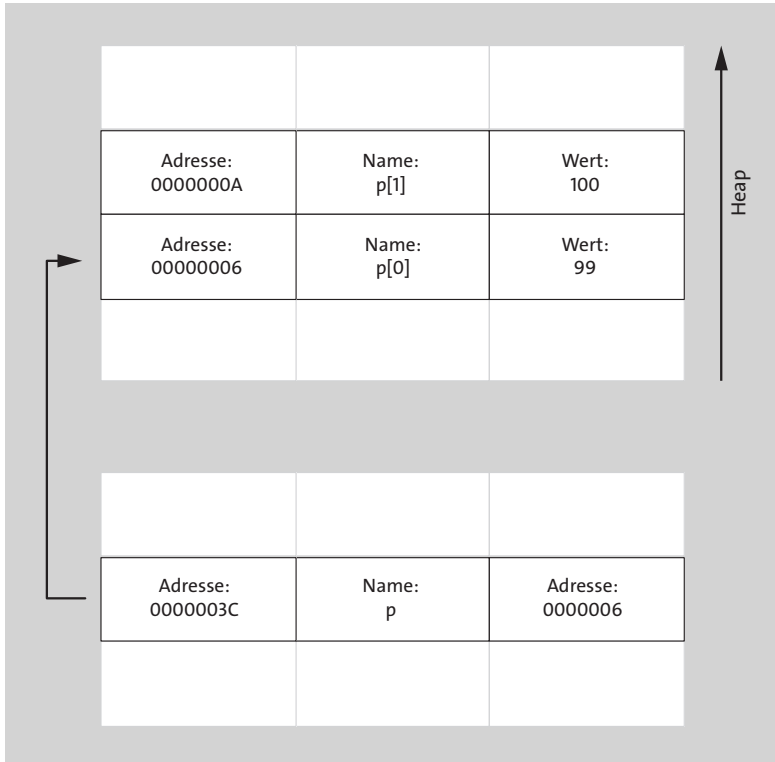 Adresse:
0000000A
Name:
p[1]
Wert:
100
Adresse:
00000006
Name:
p[0]
Wert:
99
Heap
Adresse:
0000003C
Name:
p
Adresse:
0000006